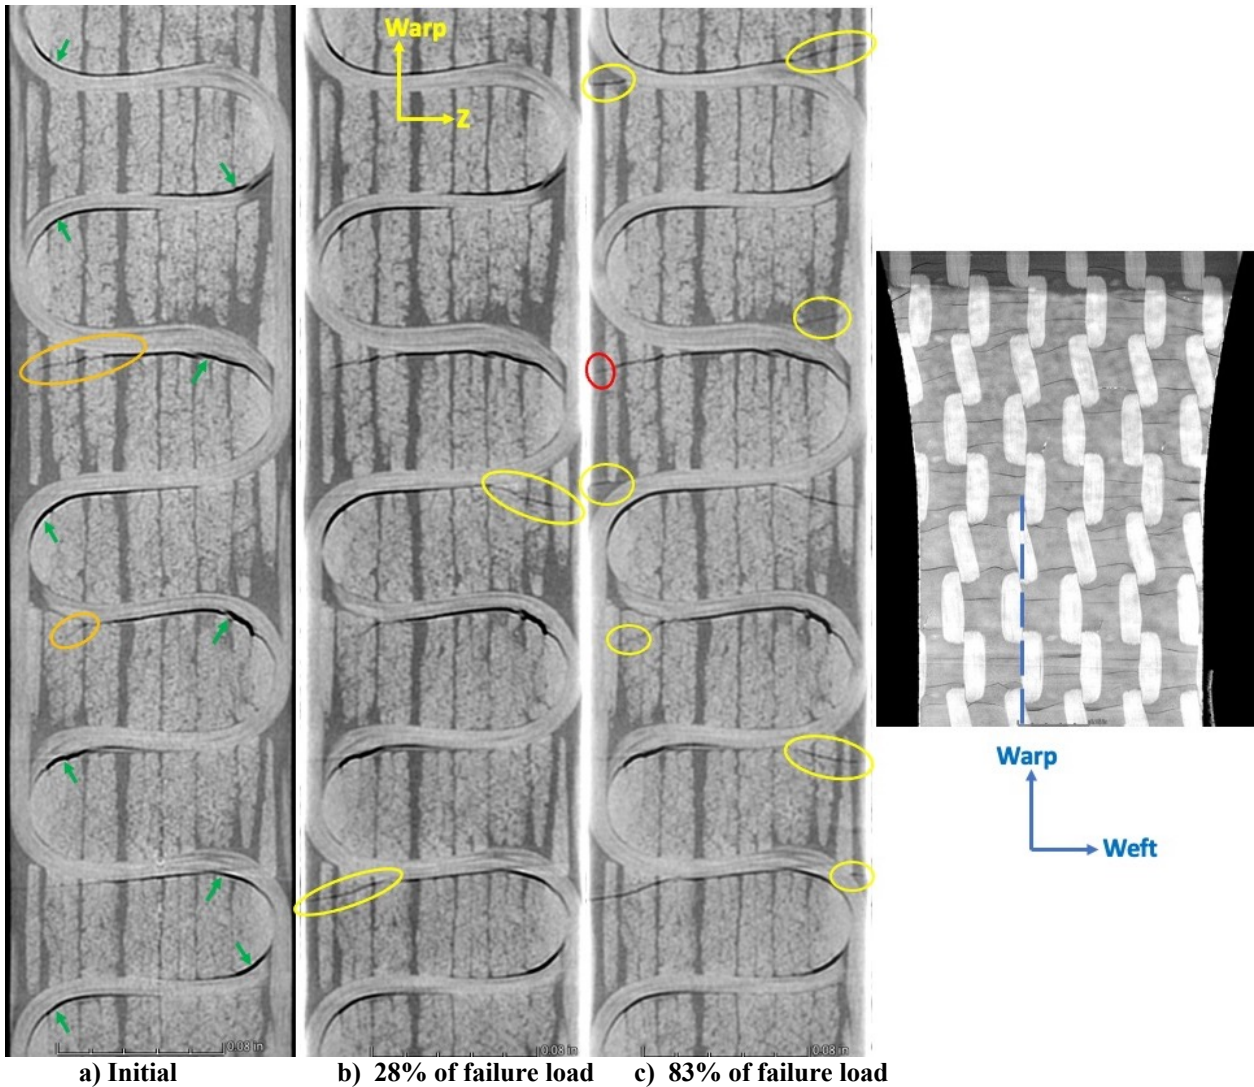 Warp
Z
Warp
Weft
0.08 in
0.08 in
0.08 in
a) Initial
b) 28% of failure load
c) 83% of failure load